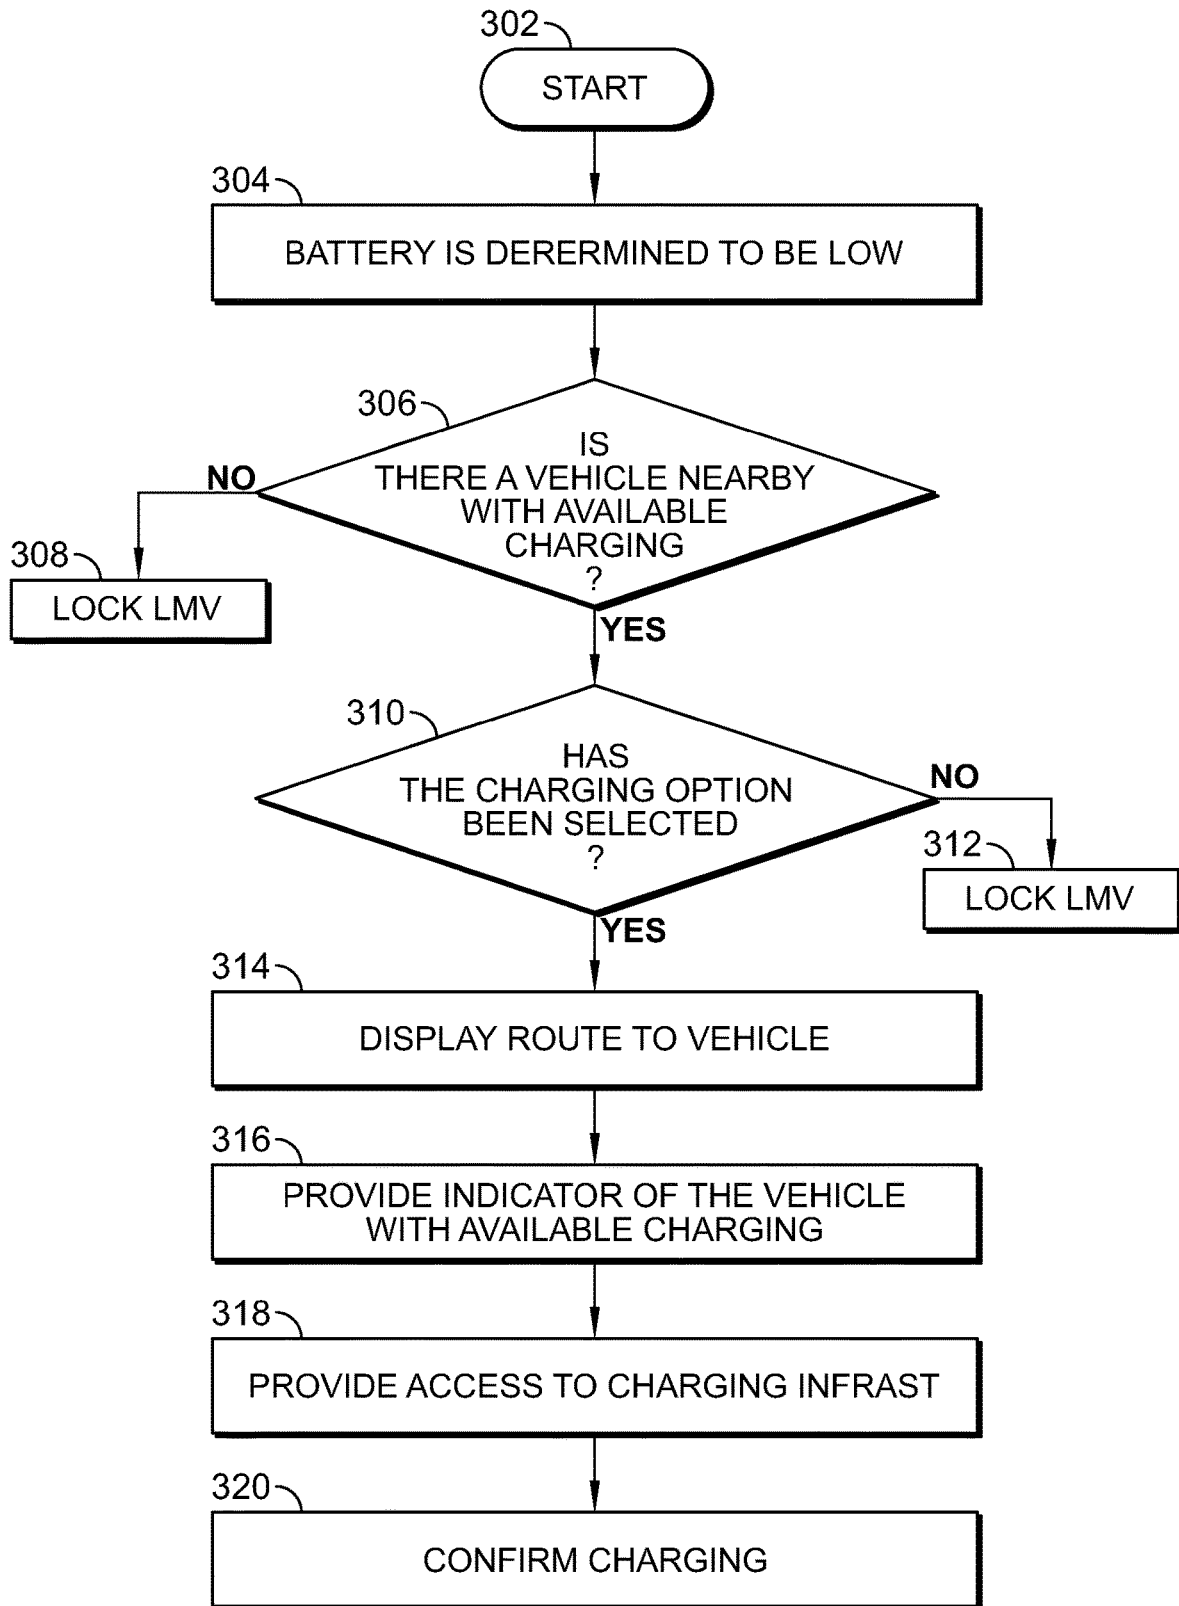 302
START
304
BATTERY IS DERERMINED TO BE LOW
306
IS
THERE A VEHICLE NEARBY
WITH AVAILABLE
CHARGING
?
NO
308
LOCK LMV
YES
310
HAS
THE CHARGING OPTION
BEEN SELECTED
?
NO
312
LOCK LMV
YES
314
DISPLAY ROUTE TO VEHICLE
316
PROVIDE INDICATOR OF THE VEHICLE
WITH AVAILABLE CHARGING
318
PROVIDE ACCESS TO CHARGING INFRAST
320
CONFIRM CHARGING